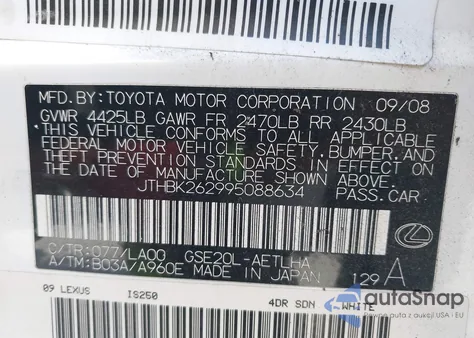 MFD. BY: TOYOTA MOTOR CORPORATION 09/08
GVWR 4425LB GAWR FR 2470LB RR 2430LB
THIS VEHICLE CONFORMS TO ALL APPLICABLE
FEDERAL MOTOR VEHICLE SAFETY, BUMPER, AND
THEFT PREVENTION STANDARDS IN EFFECT ON
THE DATE OF MANUFACTURE SHOWN ABOVE.
JTHBK262995088634 PASS. CAR
C/TR: 077/LA00 GSE20L-AETLHA
A/TM: B03A/A960E MADE IN JAPAN 129 A
09 LEXUS IS250 4DR SDN WHITE
autoSnap